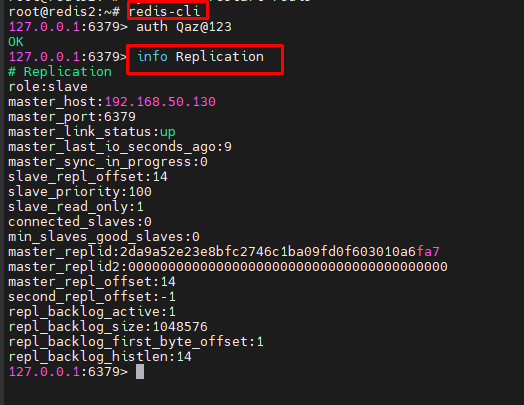 root@redis2:~# redis-cli
127.0.0.1:6379> auth Qaz@123
OK
127.0.0.1:6379> info Replication
# Replication
role:slave
master_host:192.168.50.130
master_port:6379
master_link_status:up
master_last_io_seconds_ago:9
master_sync_in_progress:0
slave_repl_offset:14
slave_priority:100
slave_read_only:1
connected_slaves:0
min_slaves_good_slaves:0
master_replid:2da9a52e23e8bfc2746c1ba09fd0f603010a6fa7
master_replid2:0000000000000000000000000000000000000000
master_repl_offset:14
second_repl_offset:-1
repl_backlog_active:1
repl_backlog_size:1048576
repl_backlog_first_byte_offset:1
repl_backlog_histlen:14
127.0.0.1:6379>